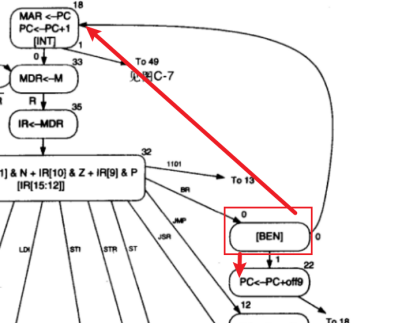 18
MAR <–PC
PC<–PC+1
[INT]
0
1
To 49
见图C-7
33
MDR<–M
R
35
IR<–MDR
32
1] & N + IR[10] & Z + IR[9] & P
[IR[15:12]]
1101
To 13
BR
0
[BEN]
0
JMP
JSR
LDI
STI
STR
ST
1
22
PC<–PC+off9
12
To 18